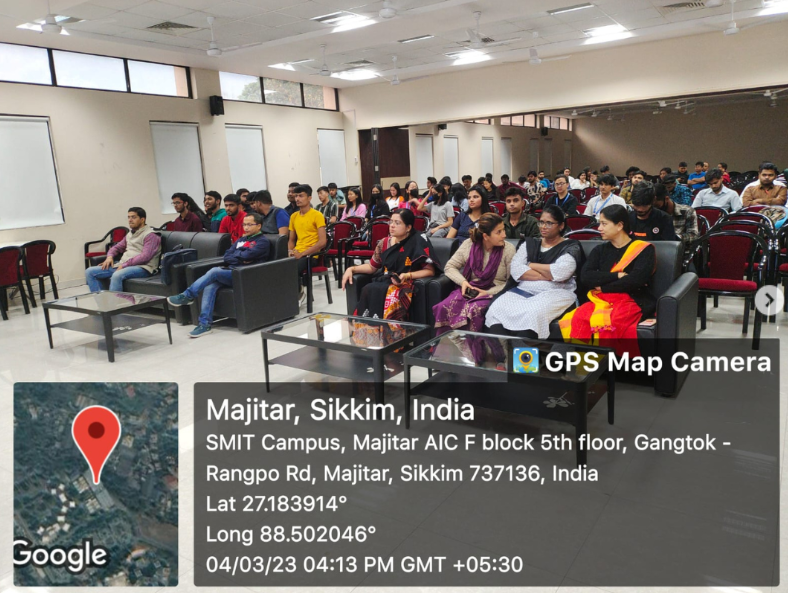 GPS Map Camera
Majitar, Sikkim, India
SMIT Campus, Majitar AIC F block 5th floor, Gangtok -
Rangpo Rd, Majitar, Sikkim 737136, India
Lat 27.183914°
Long 88.502046°
04/03/23 04:13 PM GMT +05:30
Google